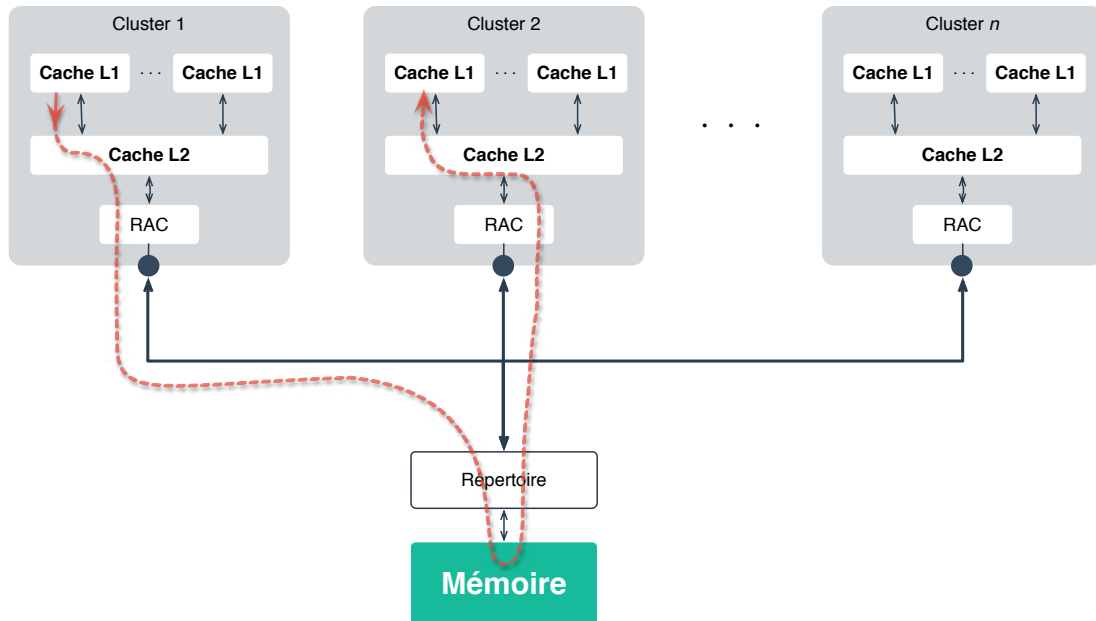 Cluster 1
Cluster 2
Cluster n
Cache L1 · · · Cache L1
Cache L1 · · · Cache L1
Cache L1 · · · Cache L1
. . .
Cache L2
Cache L2
Cache L2
RAC
RAC
RAC
Répertoire
Mémoire